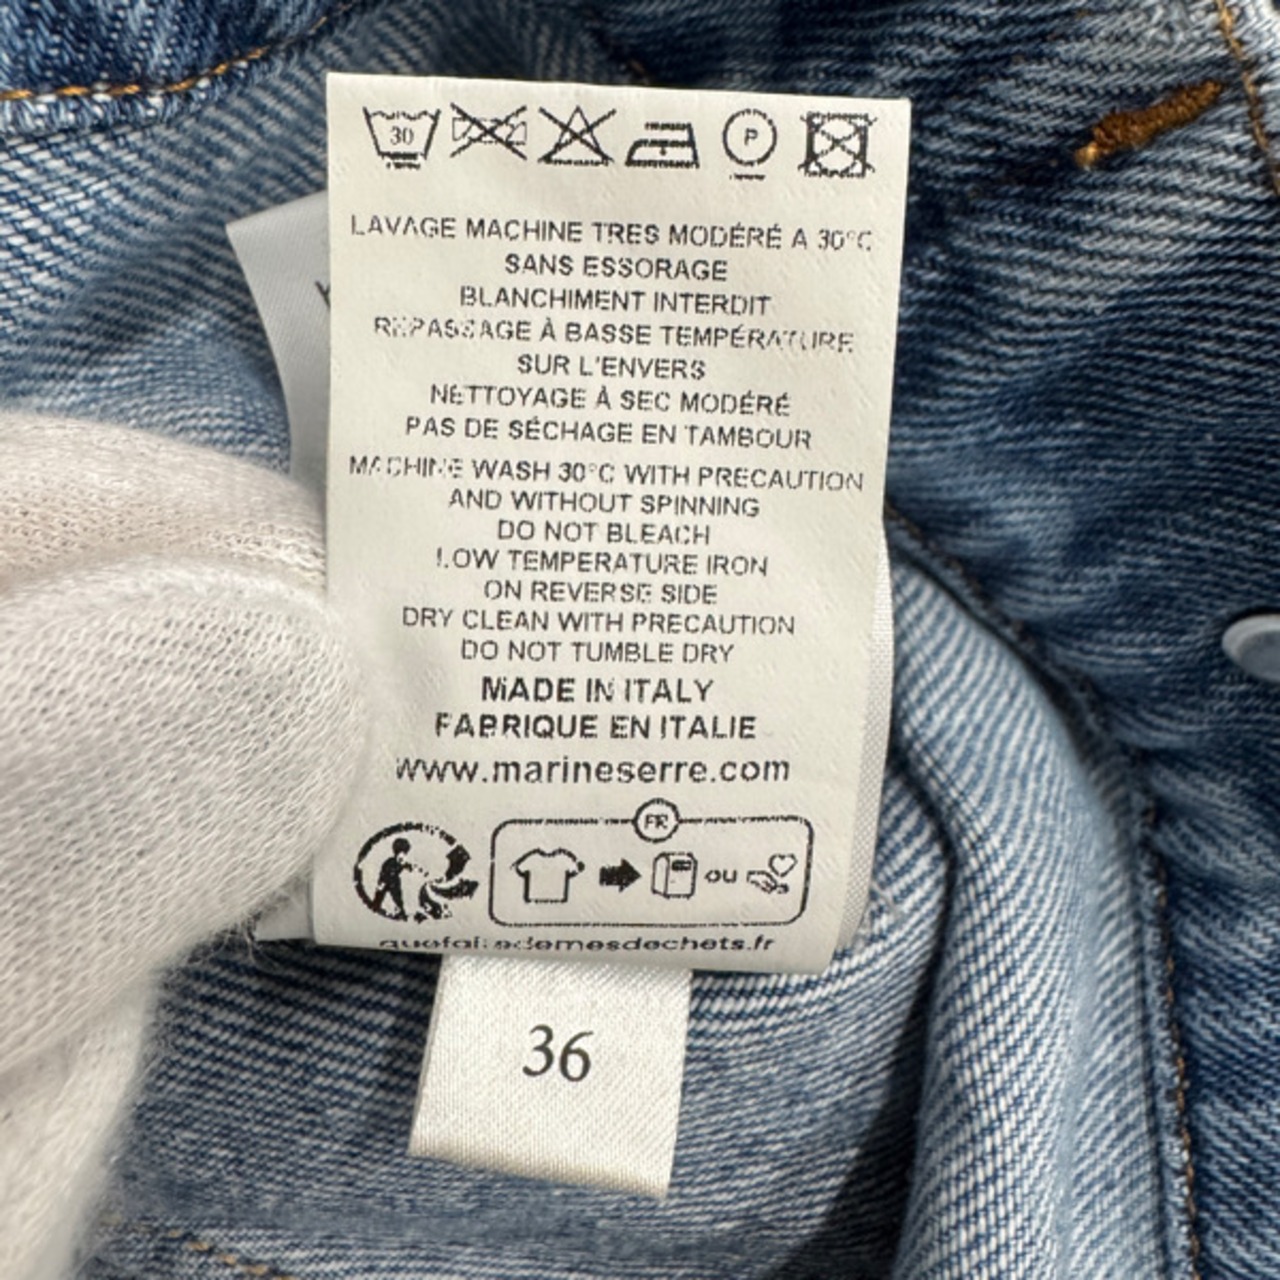 30
P
LAVAGE MACHINE TRES MODÉRÉ A 30°C
SANS ESSORAGE
BLANCHIMENT INTERDIT
REPASSAGE À BASSE TEMPÉRATURE
SUR L'ENVERS
NETTOYAGE À SEC MODÉRÉ
PAS DE SÉCHAGE EN TAMBOUR
MACHINE WASH 30°C WITH PRECAUTION
AND WITHOUT SPINNING
DO NOT BLEACH
LOW TEMPERATURE IRON
ON REVERSE SIDE
DRY CLEAN WITH PRECAUTION
DO NOT TUMBLE DRY
MADE IN ITALY
FABRIQUE EN ITALIE
www.marineserre.com
FR
ou
quefairedemesdechets.fr
36